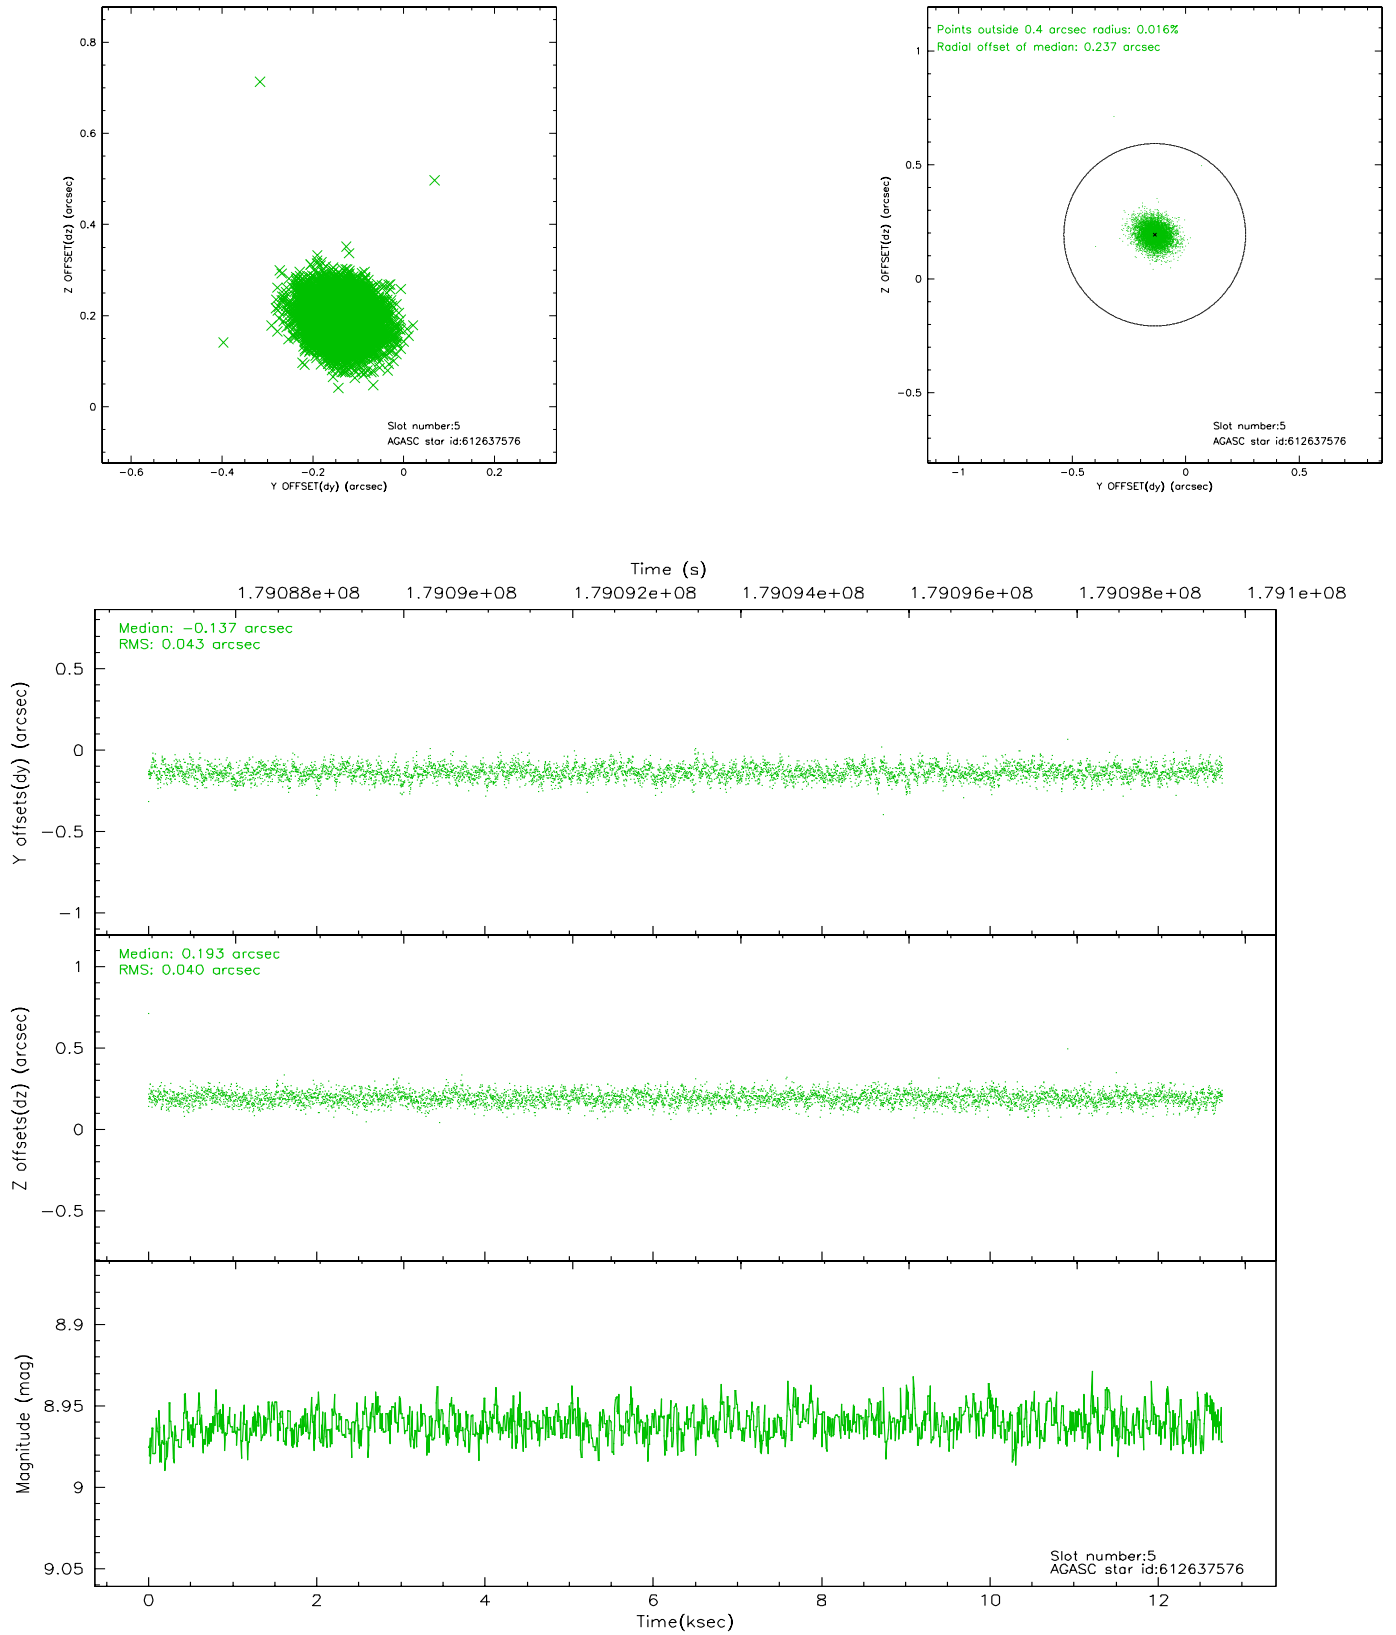 0.8
0.6
0.4
0.2
0
Z OFFSET(dz) (arcsec)
Slot number:5
AGASC star id:612637576
−0.6 −0.4 −0.2 0 0.2
Y OFFSET(dy) (arcsec)
Points outside 0.4 arcsec radius: 0.016%
Radial offset of median: 0.237 arcsec
1
0.5
0
−0.5
Z OFFSET(dz) (arcsec)
Slot number:5
AGASC star id:612637576
−1 −0.5 0 0.5
Y OFFSET(dy) (arcsec)
Time (s)
1.79088e+08 1.7909e+08 1.79092e+08 1.79094e+08 1.79096e+08 1.79098e+08 1.791e+08
Median: −0.137 arcsec
RMS: 0.043 arcsec
0.5
0
−0.5
−1
Y offsets(dy) (arcsec)
Median: 0.193 arcsec
RMS: 0.040 arcsec
1
0.5
0
−0.5
Z offsets(dz) (arcsec)
8.9
8.95
9
9.05
Magnitude (mag)
Slot number:5
AGASC star id:612637576
0 2 4 6 8 10 12
Time(ksec)